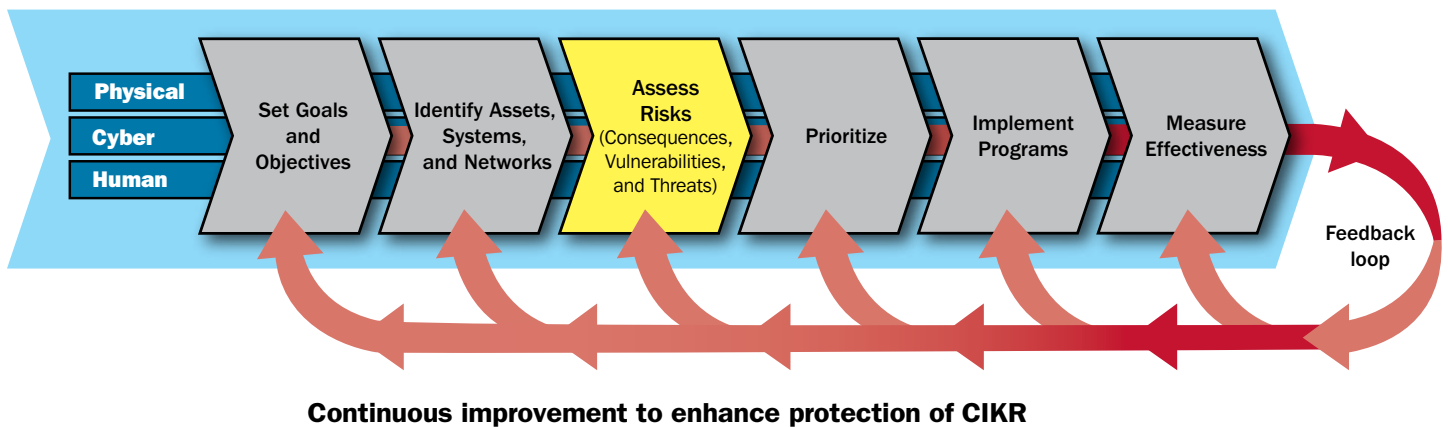 Physical
Cyber
Human
Set Goals
and
Objectives
Identify Assets,
Systems,
and Networks
Assess
Risks
(Consequences,
Vulnerabilities,
and Threats)
Prioritize
Implement
Programs
Measure
Effectiveness
Feedback
loop
Continuous improvement to enhance protection of CIKR